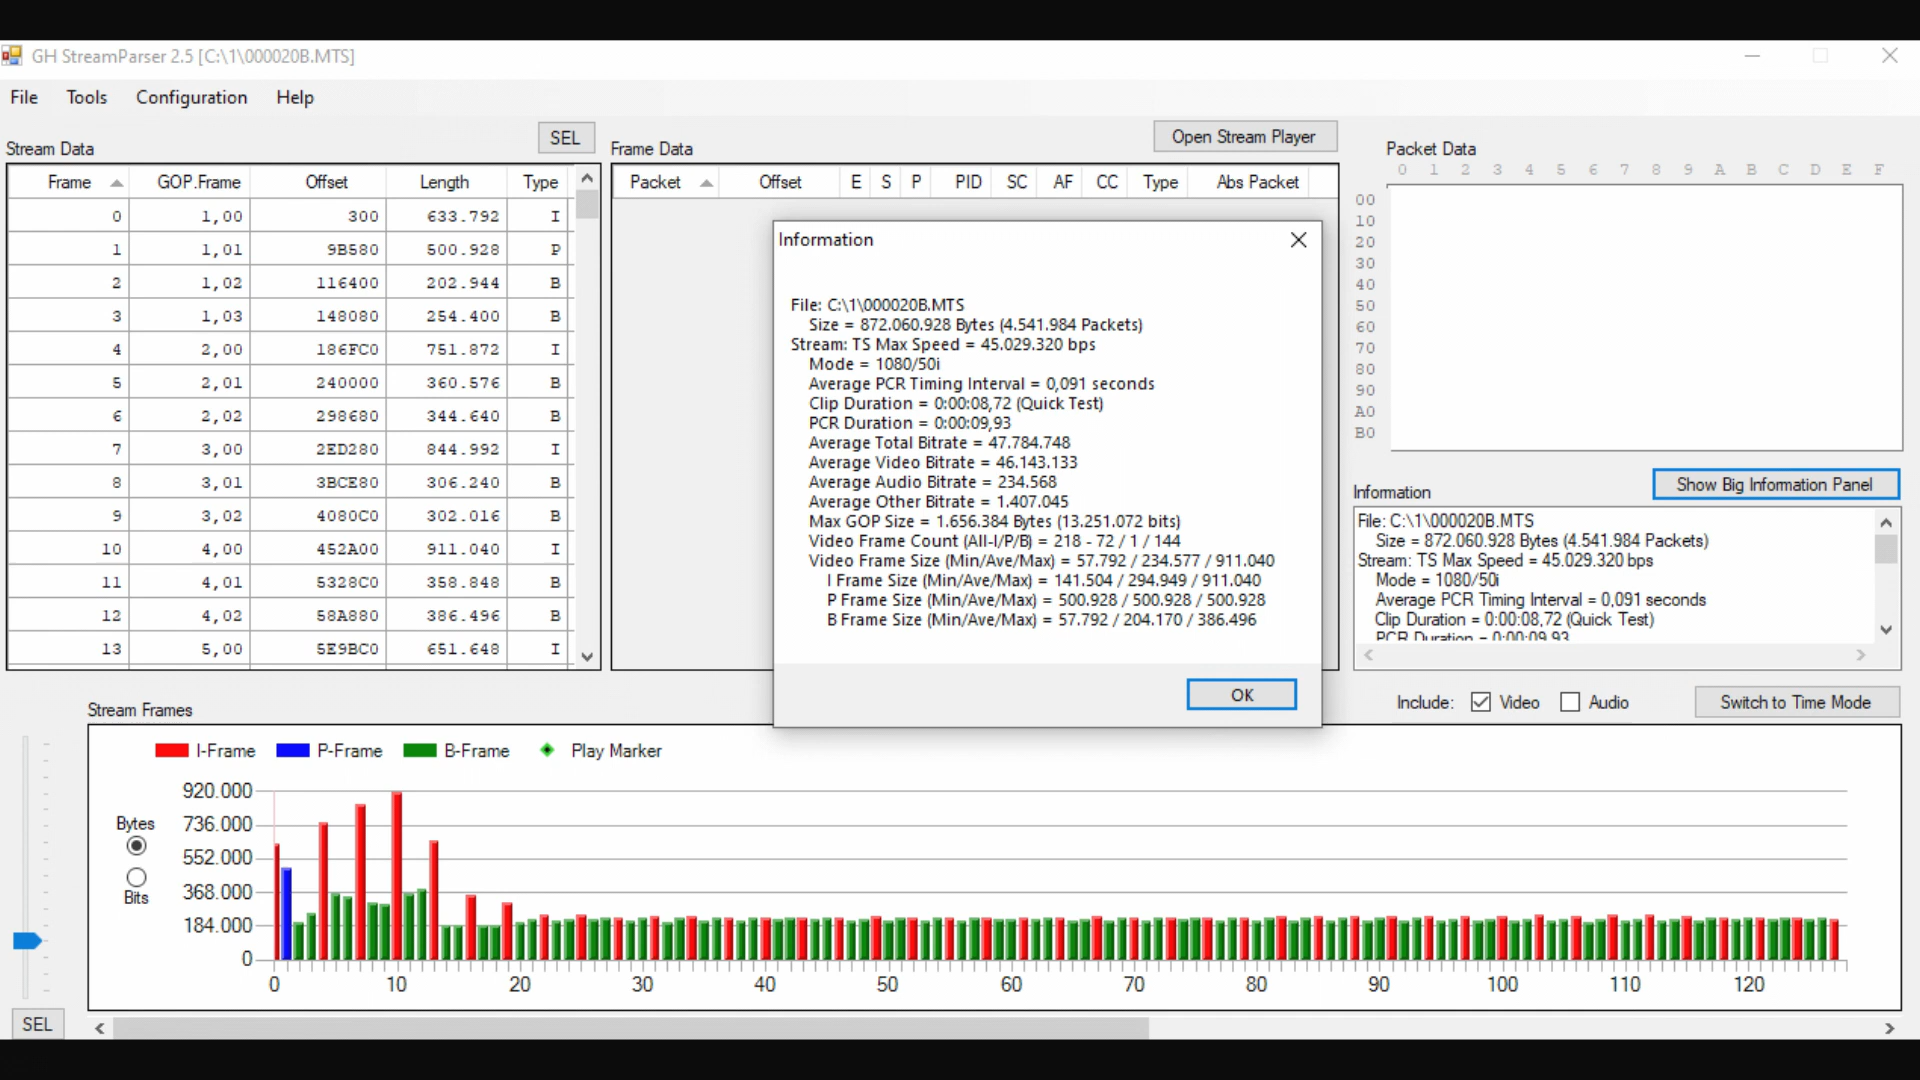 GH StreamParser 2.5 [C:\1\000020B.MTS]
File Tools Configuration Help
Stream Data SEL
Frame GOP.Frame Offset Length Type
0 1,00 300 633.792 I
1 1,01 9B580 500.928 P
2 1,02 116400 202.944 B
3 1,03 148080 254.400 B
4 2,00 186FC0 751.872 I
5 2,01 240000 360.576 B
6 2,02 298680 344.640 B
7 3,00 2ED280 844.992 I
8 3,01 3BCE80 306.240 B
9 3,02 4080C0 302.016 B
10 4,00 452A00 911.040 I
11 4,01 5328C0 358.848 B
12 4,02 58A880 386.496 B
13 5,00 5E9BC0 651.648 I
Frame Data Open Stream Player
Packet Offset E S P PID SC AF CC Type Abs Packet
Information
File: C:\1\000020B.MTS
Size = 872.060.928 Bytes (4.541.984 Packets)
Stream: TS Max Speed = 45.029.320 bps
Mode = 1080/50i
Average PCR Timing Interval = 0,091 seconds
Clip Duration = 0:00:08,72 (Quick Test)
PCR Duration = 0:00:09,93
Average Total Bitrate = 47.784.748
Average Video Bitrate = 46.143.133
Average Audio Bitrate = 234.568
Average Other Bitrate = 1.407.045
Max GOP Size = 1.656.384 Bytes (13.251.072 bits)
Video Frame Count (All-I/P/B) = 218 - 72 / 1 / 144
Video Frame Size (Min/Ave/Max) = 57.792 / 234.577 / 911.040
I Frame Size (Min/Ave/Max) = 141.504 / 294.949 / 911.040
P Frame Size (Min/Ave/Max) = 500.928 / 500.928 / 500.928
B Frame Size (Min/Ave/Max) = 57.792 / 204.170 / 386.496
OK
Packet Data
0 1 2 3 4 5 6 7 8 9 A B C D E F
00
10
20
30
40
50
60
70
80
90
A0
B0
Information Show Big Information Panel
File: C:\1\000020B.MTS
Size = 872.060.928 Bytes (4.541.984 Packets)
Stream: TS Max Speed = 45.029.320 bps
Mode = 1080/50i
Average PCR Timing Interval = 0,091 seconds
Clip Duration = 0:00:08,72 (Quick Test)
PCR Duration = 0:00:09,93
Include: Video Audio Switch to Time Mode
Stream Frames
I-Frame P-Frame B-Frame Play Marker
Bytes
Bits
920.000
736.000
552.000
368.000
184.000
0
0 10 20 30 40 50 60 70 80 90 100 110 120
SEL